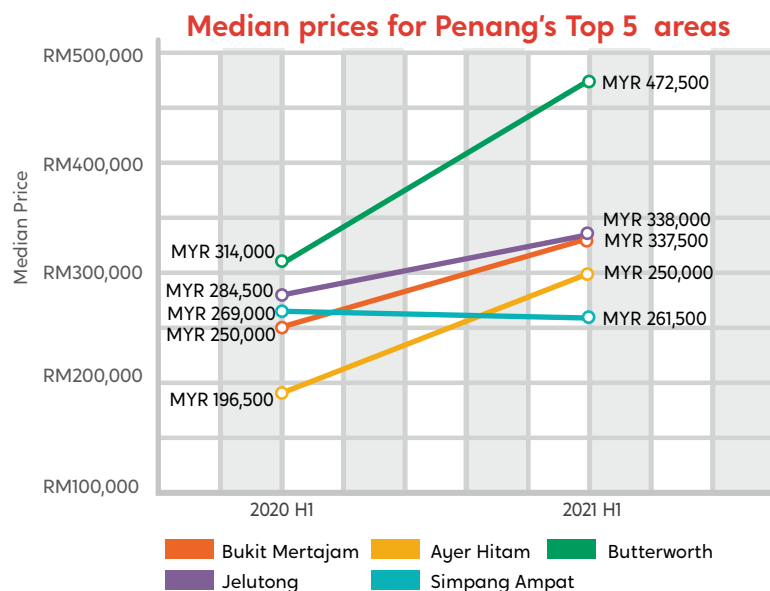 Median prices for Penang's Top 5 areas
RM500,000
RM400,000
RM300,000
RM200,000
RM100,000
Median Price
MYR 314,000
MYR 284,500
MYR 269,000
MYR 250,000
MYR 196,500
MYR 472,500
MYR 338,000
MYR 337,500
MYR 250,000
MYR 261,500
2020 H1
2021 H1
Bukit Mertajam
Ayer Hitam
Butterworth
Jelutong
Simpang Ampat